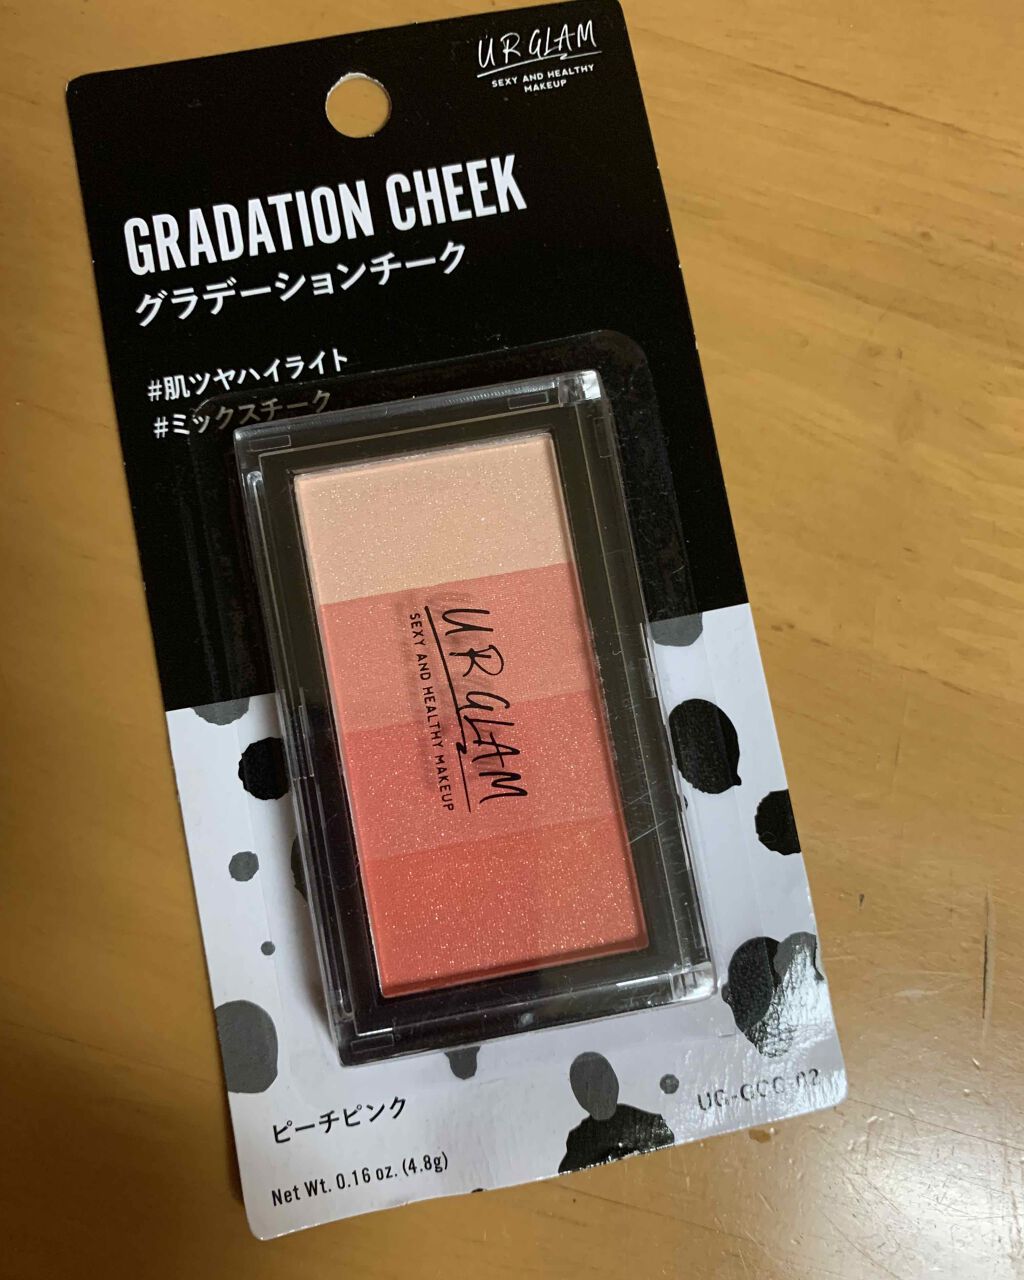 UR GLAM
SEXY AND HEALTHY
MAKEUP
GRADATION CHEEK
グラデーションチーク
#肌ツヤハイライト
#ミックスチーク
UR GLAM
SEXY AND HEALTHY MAKEUP
ピーチピンク
Net Wt. 0.16 oz. (4.8g)